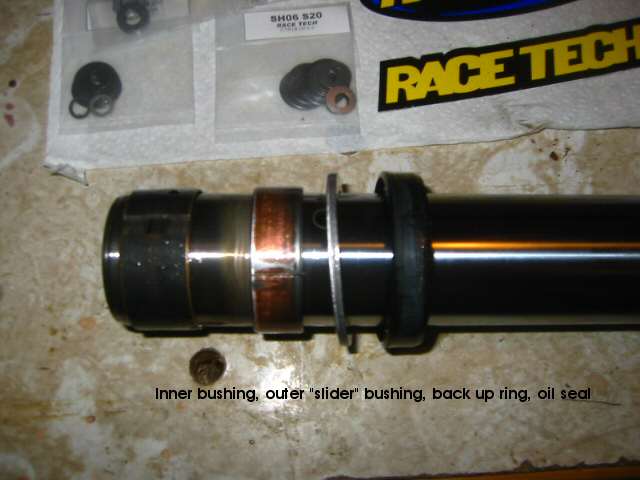 SH06 S20
RACE TECH
RACE TECH
Inner bushing, outer "slider" bushing, back up ring, oil seal